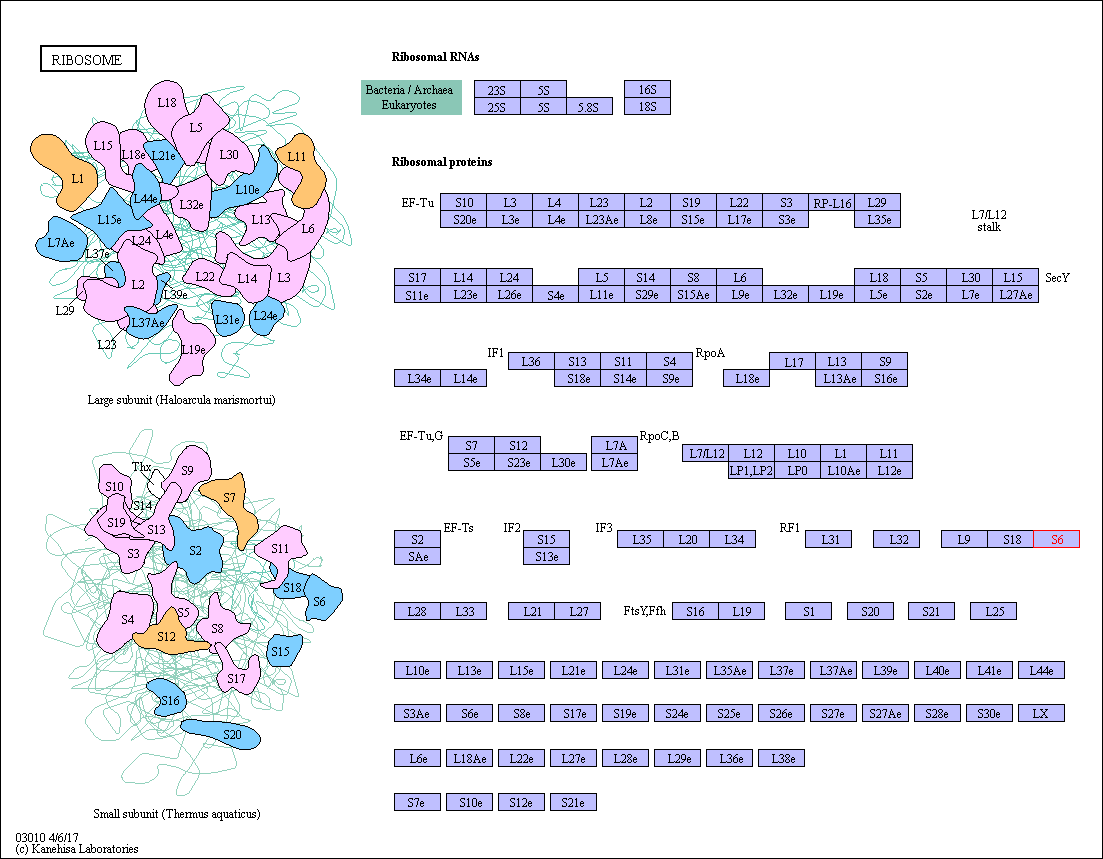 RIBOSOME
Ribosomal RNAs
Bacteria / Archaea 23S 5S 16S
Eukaryotes 25S 5S 5.8S 18S
Ribosomal proteins
EF-Tu S10 L3 L4 L23 L2 S19 L22 S3 RP-L16 L29
S20e L3e L4e L23Ae L8e S15e L17e S3e L35e
L7/L12
stalk
S17 L14 L24 L5 S14 S8 L6 L18 S5 L30 L15 SecY
S11e L23e L26e S4e L11e S29e S15Ae L9e L32e L19e L5e S2e L7e L27Ae
IF1 L36 S13 S11 S4 RpoA L17 L13 S9
L34e L14e S18e S14e S9e L18e L13Ae S16e
EF-Tu,G S7 S12 L7A RpoC,B L7/L12 L12 L10 L1 L11
S5e S23e L30e L7Ae LP1,LP2 LP0 L10Ae L12e
S2 EF-Ts IF2 S15 IF3 L35 L20 L34 RF1 L31 L32 L9 S18 S6
SAe S13e
L28 L33 L21 L27 FtsY,Ffh S16 L19 S1 S20 S21 L25
L10e L13e L15e L21e L24e L31e L35Ae L37e L37Ae L39e L40e L41e L44e
S3Ae S6e S8e S17e S19e S24e S25e S26e S27e S27Ae S28e S30e LX
L6e L18Ae L22e L27e L28e L29e L36e L38e
S7e S10e S12e S21e
L18
L5
L15
L18e
L21e
L30
L11
L1
L44e
L10e
L32e
L15e
L13
L6
L7Ae
L24
L4e
L37e
L2
L22
L14
L3
L39e
L29
L37Ae
L31e
L24e
L23
L19e
Large subunit (Haloarcula marismortui)
Thx
S9
S10
S7
S14
S19
S13
S3
S2
S11
S18
S6
S4
S5
S8
S12
S15
S17
S16
S20
Small subunit (Thermus aquaticus)
03010 4/6/17
(c) Kanehisa Laboratories